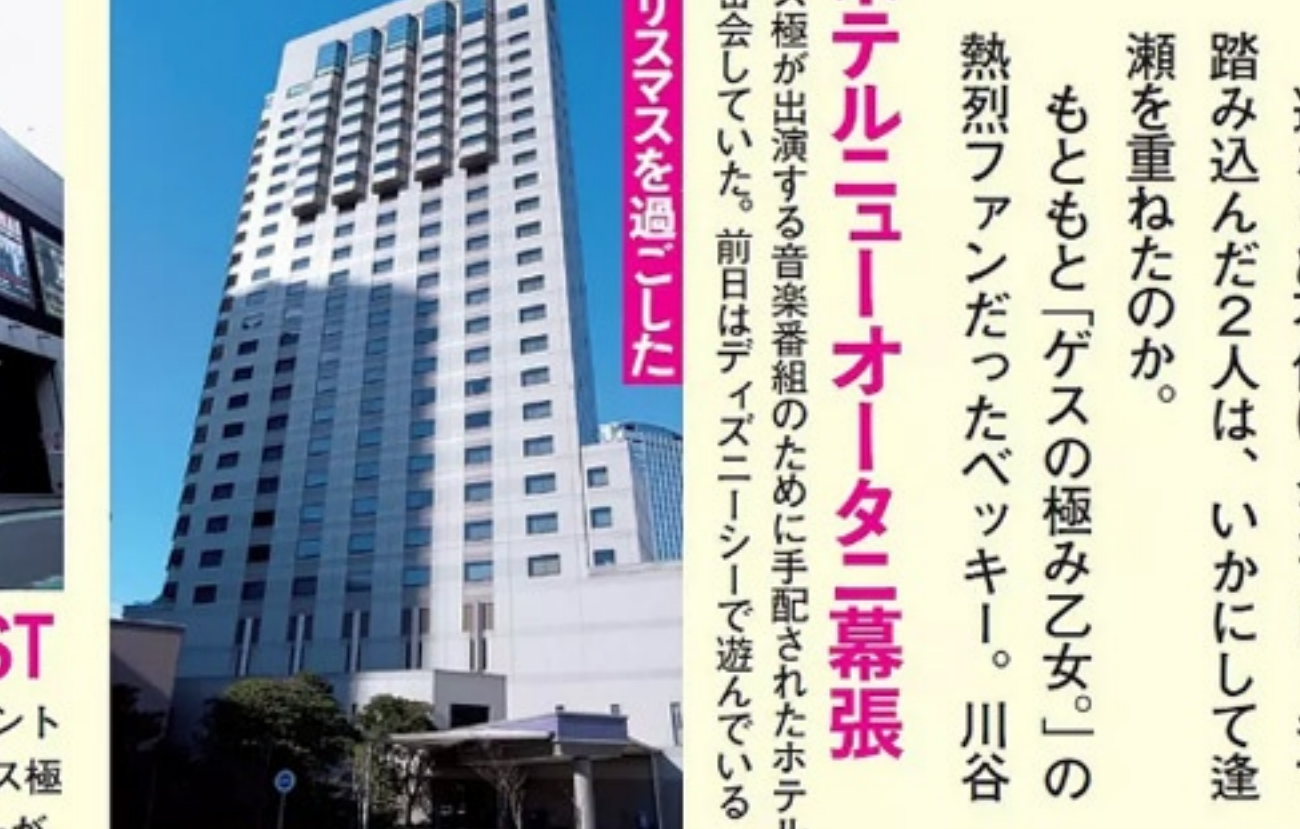 踏み込んだ2人は、いかにして逢
瀬を重ねたのか。
もともと「ゲスの極み乙女。」の
熱烈ファンだったベッキー。川谷
テルニューオータニ幕張
極が出演する音楽番組のために手配されたホテ
会していた。前日はディズニーシーで遊んでいる
リスマスを過ごした
ST
ント
ス極
が